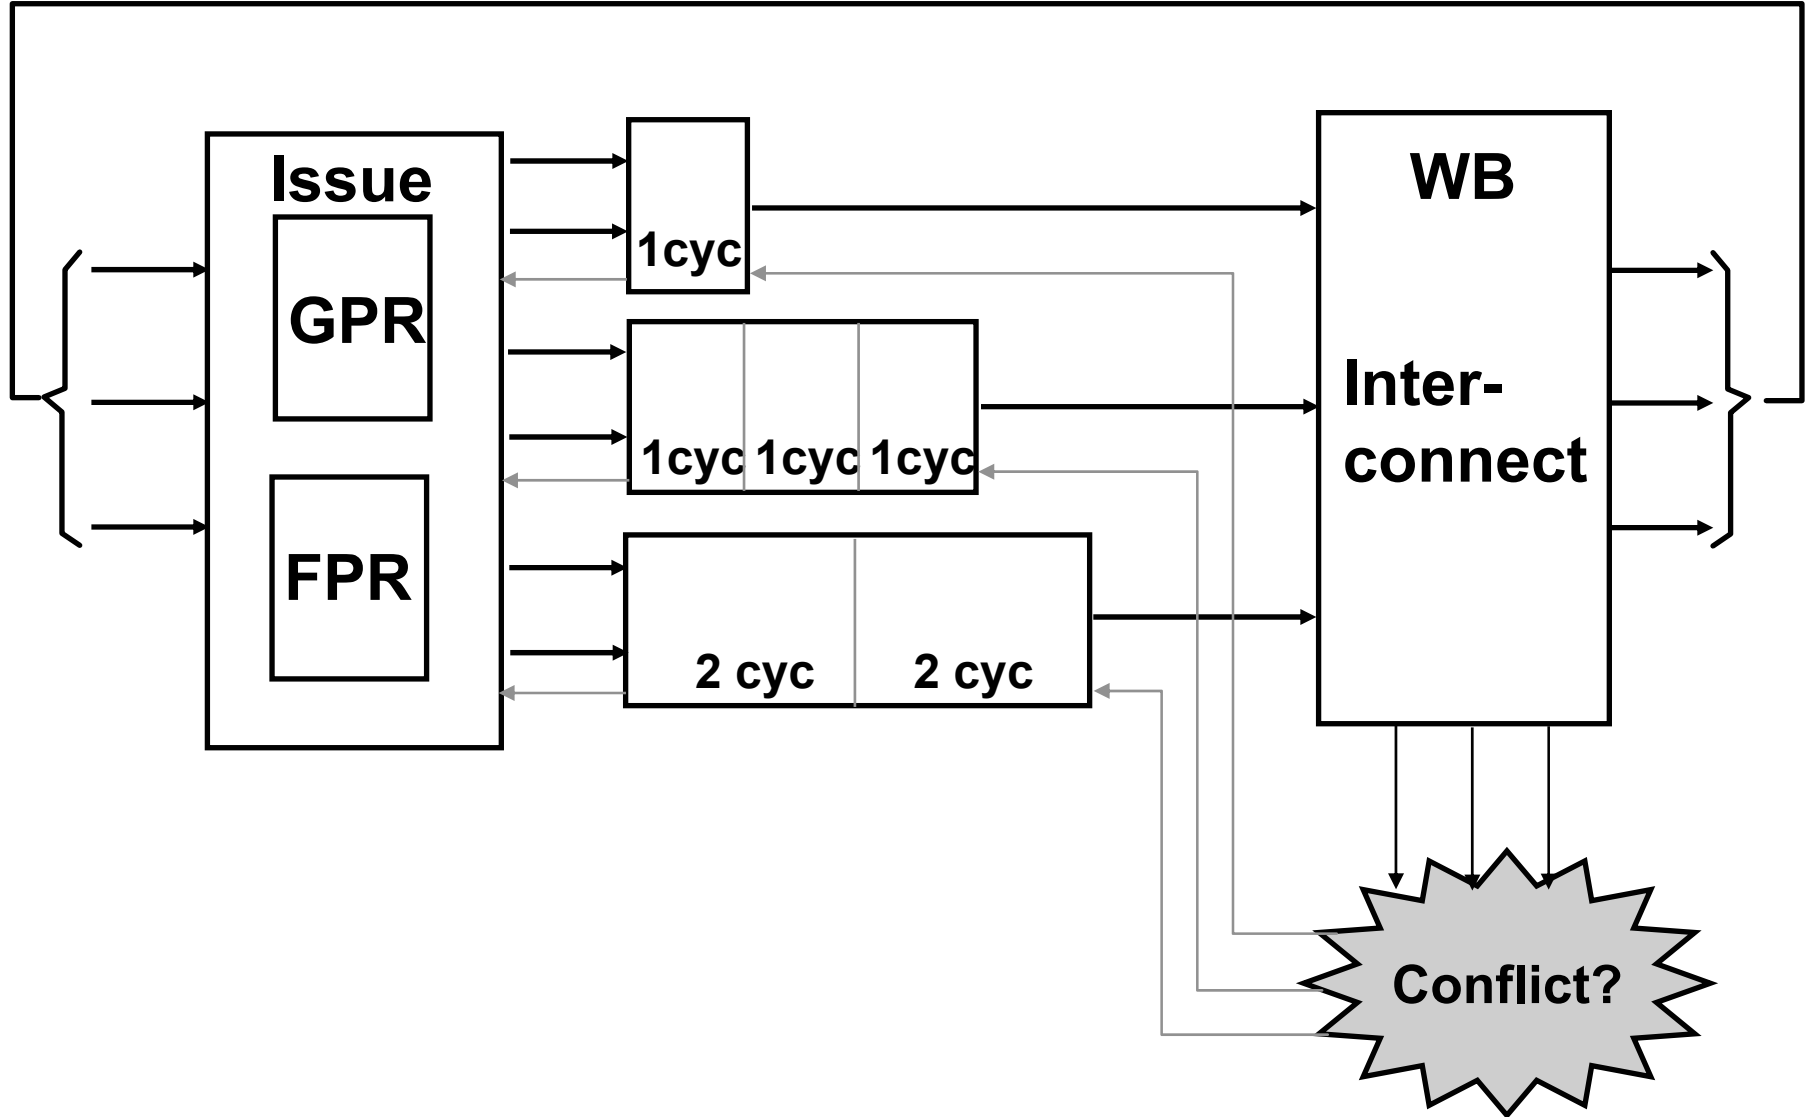 Issue
GPR
FPR
1cyc
1cyc 1cyc 1cyc
2 cyc 2 cyc
WB
Inter-
connect
Conflict?